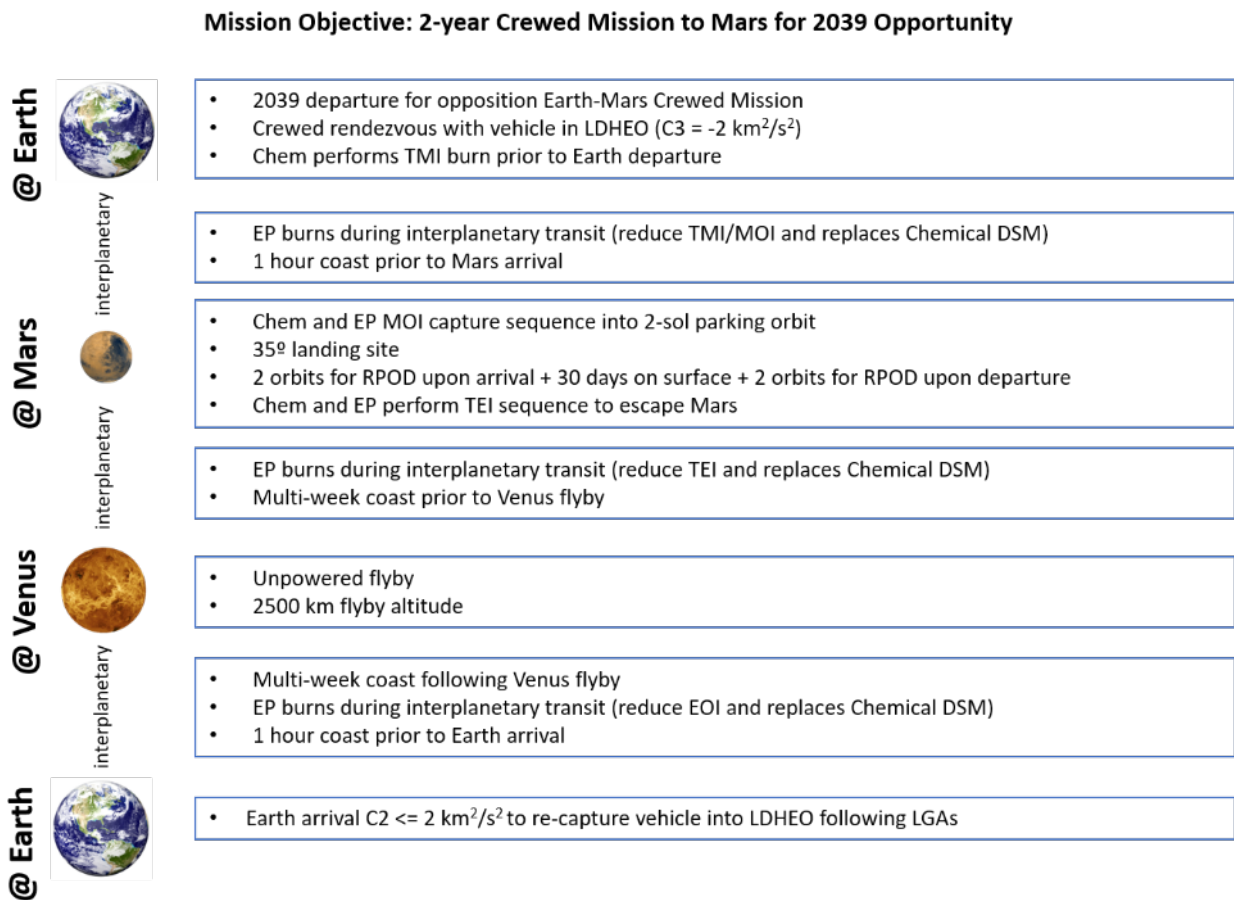 Mission Objective: 2-year Crewed Mission to Mars for 2039 Opportunity
@ Earth
• 2039 departure for opposition Earth-Mars Crewed Mission
• Crewed rendezvous with vehicle in LDHEO (C3 = -2 km²/s²)
• Chem performs TMI burn prior to Earth departure
interplanetary
• EP burns during interplanetary transit (reduce TMI/MOI and replaces Chemical DSM)
• 1 hour coast prior to Mars arrival
@ Mars
• Chem and EP MOI capture sequence into 2-sol parking orbit
• 35º landing site
• 2 orbits for RPOD upon arrival + 30 days on surface + 2 orbits for RPOD upon departure
• Chem and EP perform TEI sequence to escape Mars
interplanetary
• EP burns during interplanetary transit (reduce TEI and replaces Chemical DSM)
• Multi-week coast prior to Venus flyby
@ Venus
• Unpowered flyby
• 2500 km flyby altitude
interplanetary
• Multi-week coast following Venus flyby
• EP burns during interplanetary transit (reduce EOI and replaces Chemical DSM)
• 1 hour coast prior to Earth arrival
@ Earth
• Earth arrival C2 <= 2 km²/s² to re-capture vehicle into LDHEO following LGAs